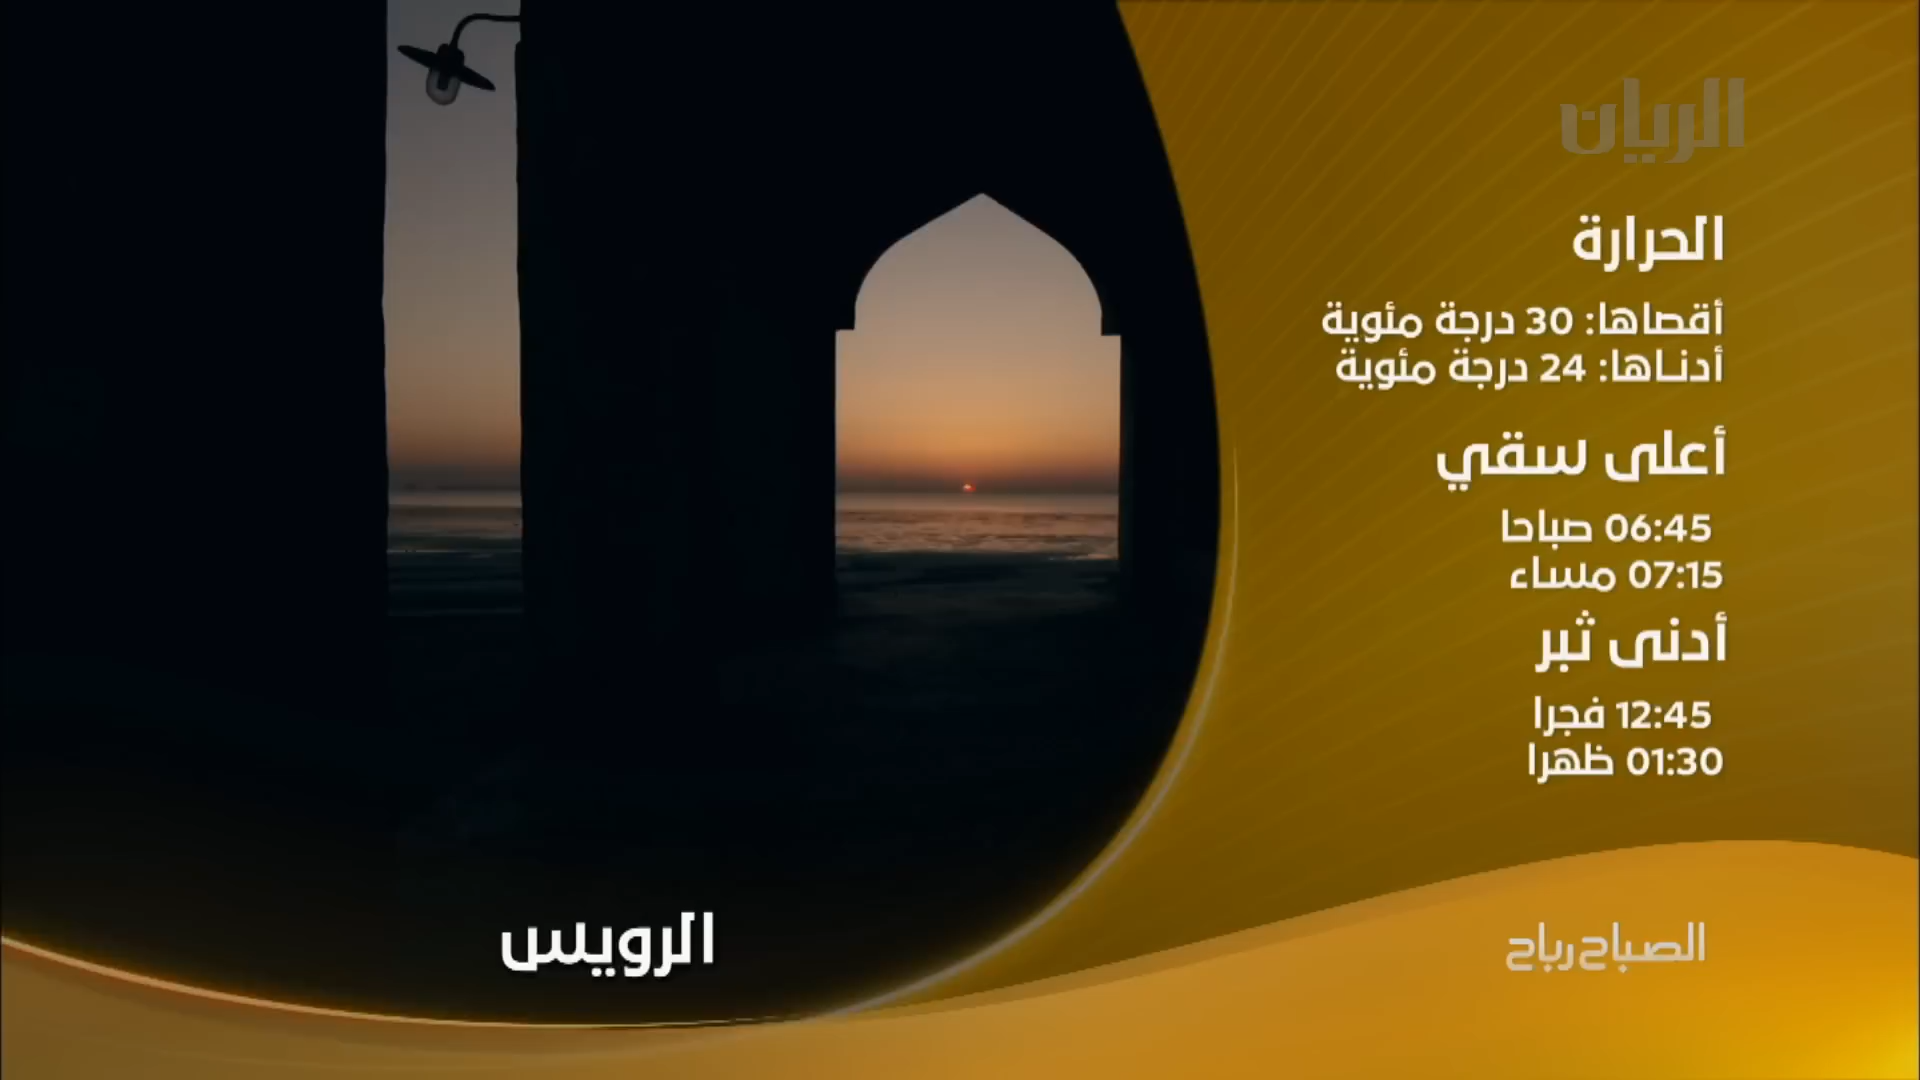 الريان
الحرارة
أقصاها: 30 درجة مئوية
أدنـاها: 24 درجة مئوية
أعلى سقي
06:45 صباحا
07:15 مساء
أدنى ثبر
12:45 فجرا
01:30 ظهرا
الرويس
الصباح رباح